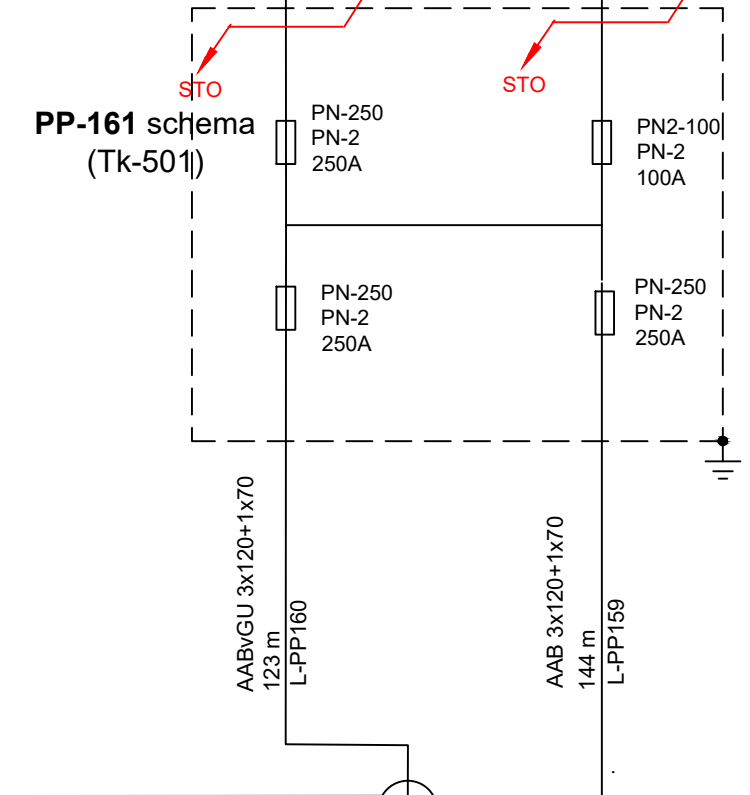 STO
STO
PP-161 schema
(Tk-501)
PN-250
PN-2
250A
PN2-100
PN-2
100A
PN-250
PN-2
250A
PN-250
PN-2
250A
AABvGU 3x120+1x70
123 m
L-PP160
AAB 3x120+1x70
144 m
L-PP159